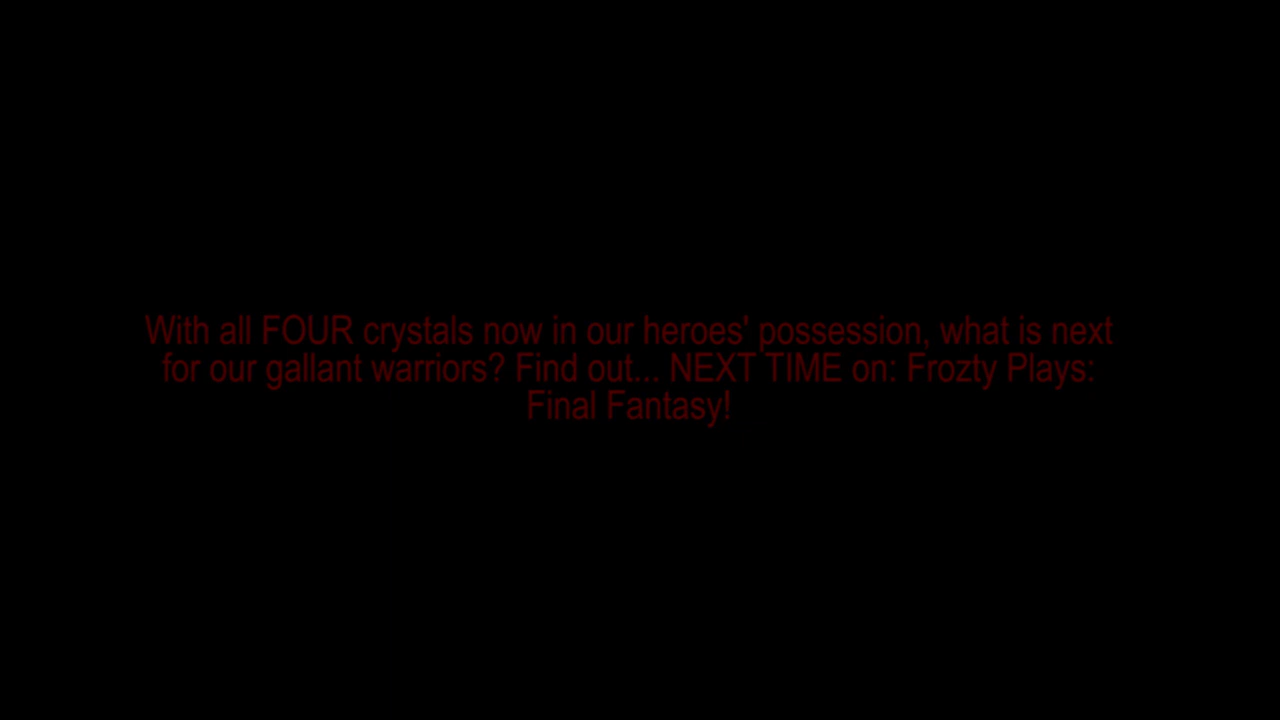 With all FOUR crystals now in our heroes' possession, what is next
for our gallant warriors? Find out... NEXT TIME on: Frozty Plays:
Final Fantasy!